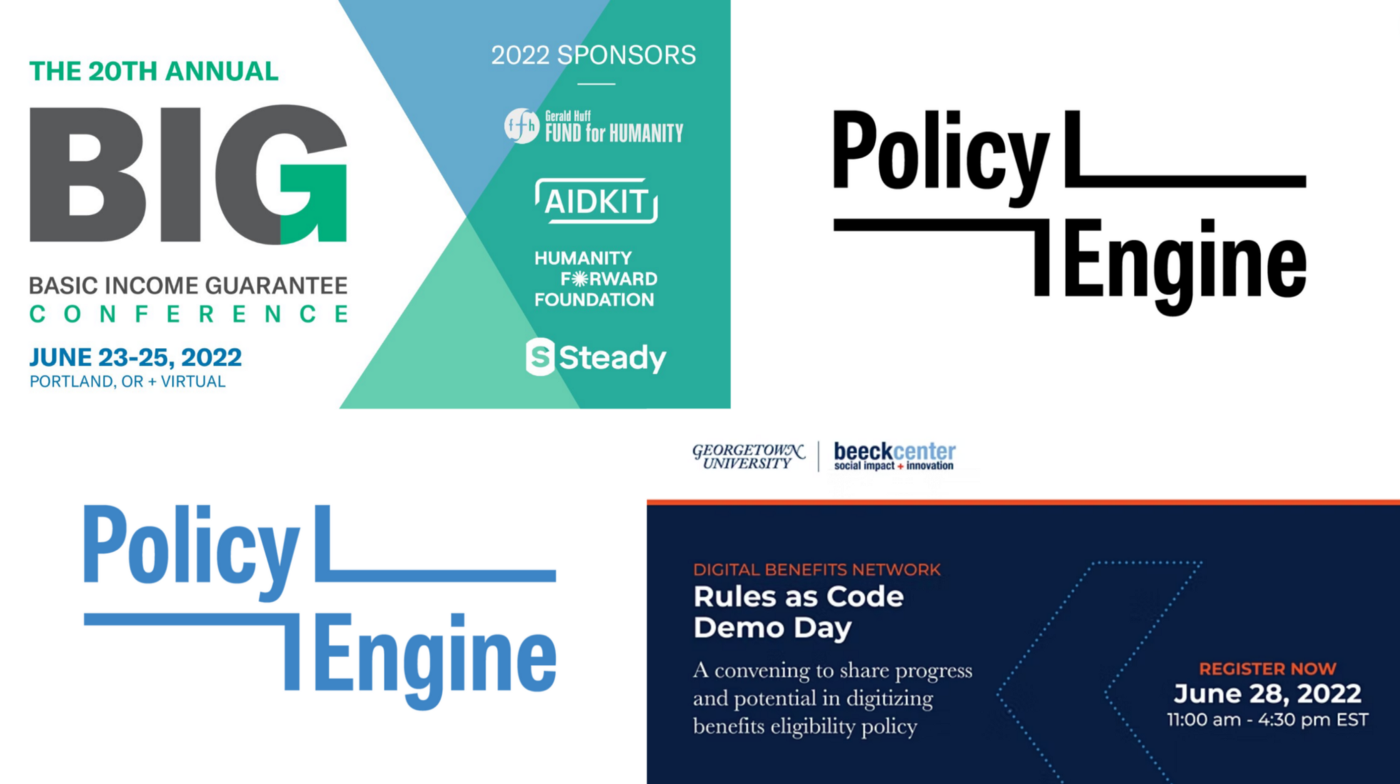 THE 20TH ANNUAL
BIG
BASIC INCOME GUARANTEE
CONFERENCE
JUNE 23-25, 2022
PORTLAND, OR + VIRTUAL
2022 SPONSORS
ffh
Gerald Huff
FUND for HUMANITY
AIDKIT
HUMANITY
FORWARD
FOUNDATION
S Steady
Policy
Engine
Policy
Engine
GEORGETOWN
UNIVERSITY
beeckcenter
social impact + innovation
DIGITAL BENEFITS NETWORK
Rules as Code
Demo Day
A convening to share progress
and potential in digitizing
benefits eligibility policy
REGISTER NOW
June 28, 2022
11:00 am - 4:30 pm EST